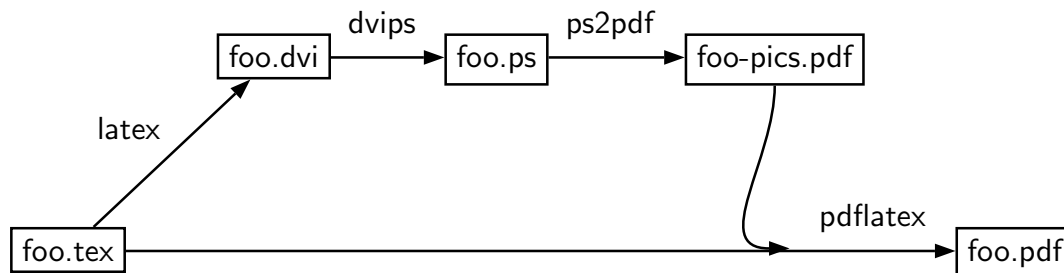 dvips
ps2pdf
foo.dvi
foo.ps
foo-pics.pdf
latex
pdflatex
foo.tex
foo.pdf